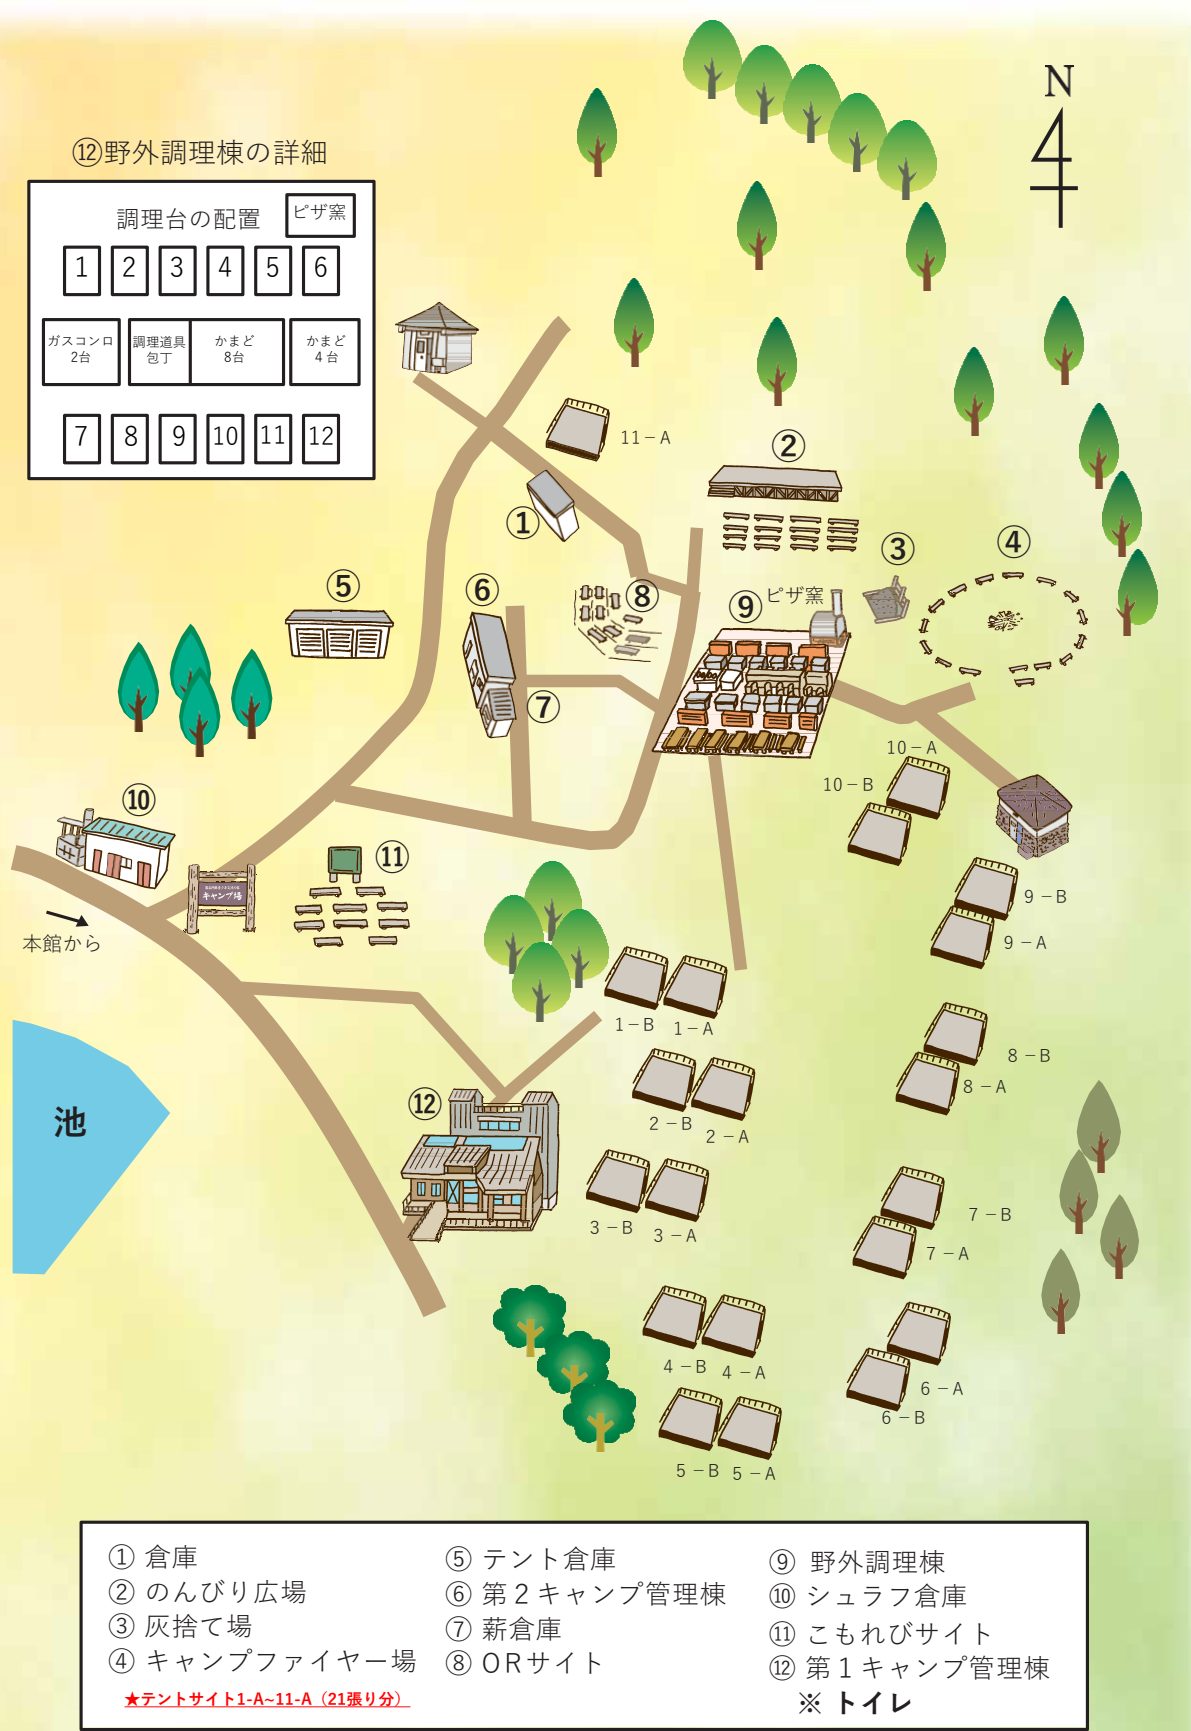 N
⑫野外調理棟の詳細
調理台の配置
ピザ窯
1 2 3 4 5 6
ガスコンロ
2台
調理道具
包丁
かまど
8台
かまど
4台
7 8 9 10 11 12
11-A
②
①
③
④
⑤
⑥
⑧
⑨
ピザ窯
⑦
10-A
10-B
⑩
⑪
キャンプ場
9-B
9-A
本館から
1-B
1-A
8-B
8-A
⑫
池
2-B
2-A
3-B
3-A
7-B
7-A
4-B
4-A
6-A
6-B
5-B
5-A
① 倉庫
② のんびり広場
③ 灰捨て場
④ キャンプファイヤー場
★テントサイト1-A~11-A（21張り分）
⑤ テント倉庫
⑥ 第２キャンプ管理棟
⑦ 薪倉庫
⑧ ORサイト
⑨ 野外調理棟
⑩ シュラフ倉庫
⑪ こもれびサイト
⑫ 第１キャンプ管理棟
※ トイレ